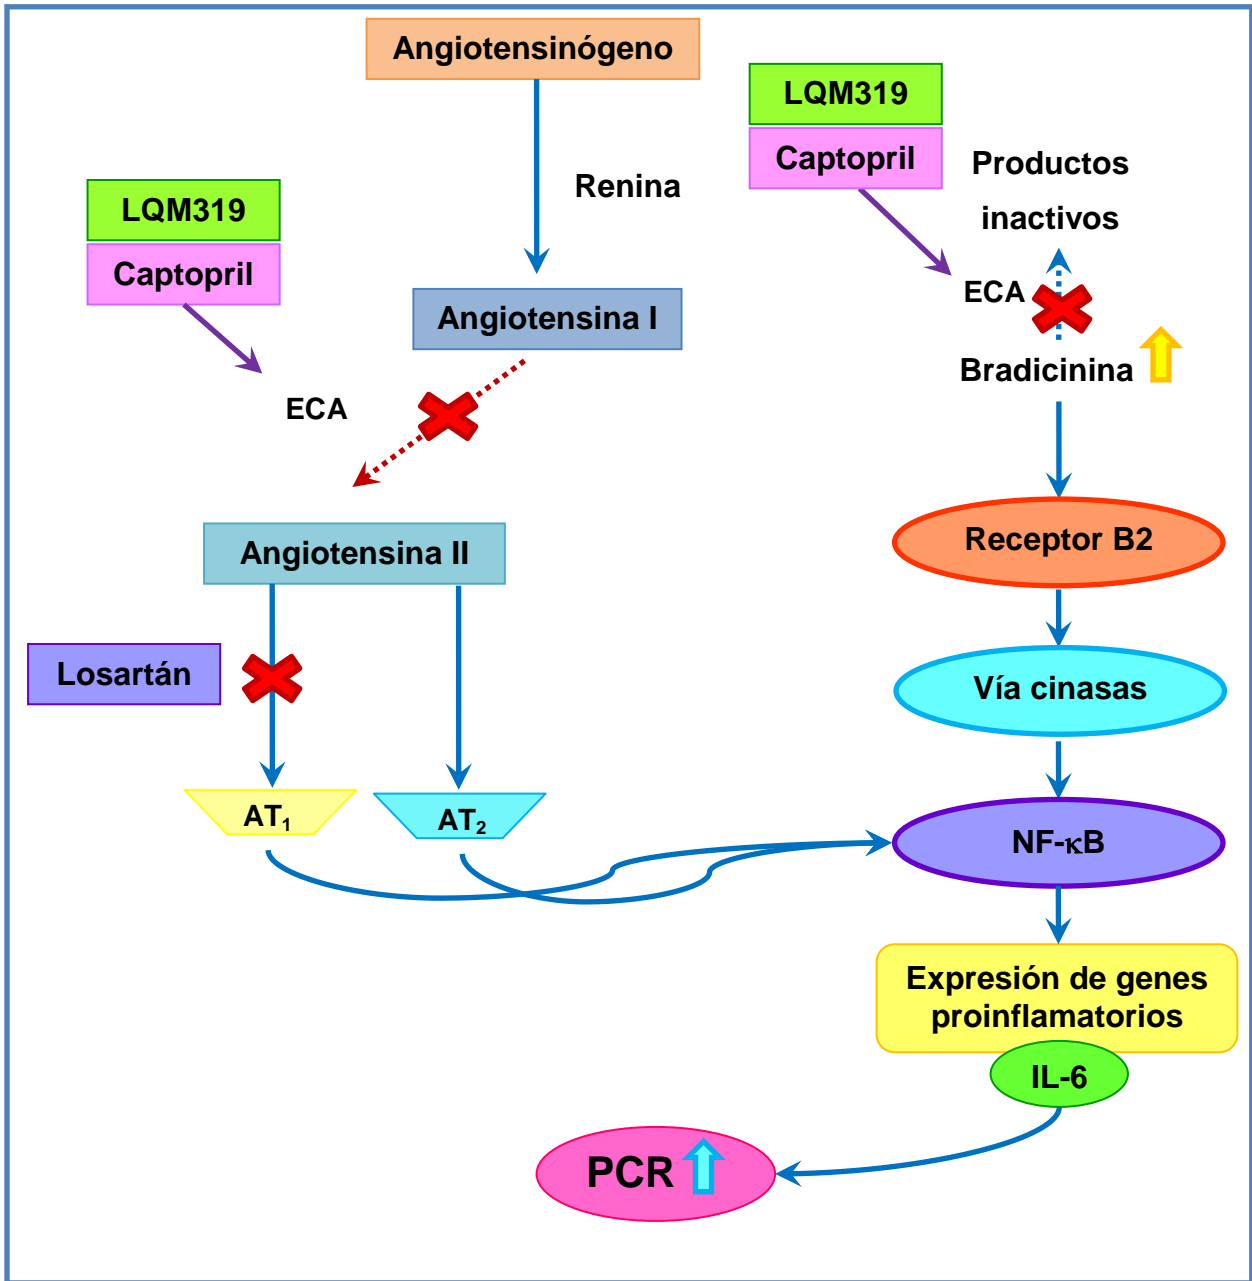 Angiotensinógeno
Renina
LQM319
Captopril
Angiotensina I
ECA
Angiotensina II
Losartán
AT₁
AT₂
LQM319
Captopril
Productos
inactivos
ECA
Bradicinina
Receptor B2
Vía cinasas
NF-κB
Expresión de genes
proinflamatorios
IL-6
PCR